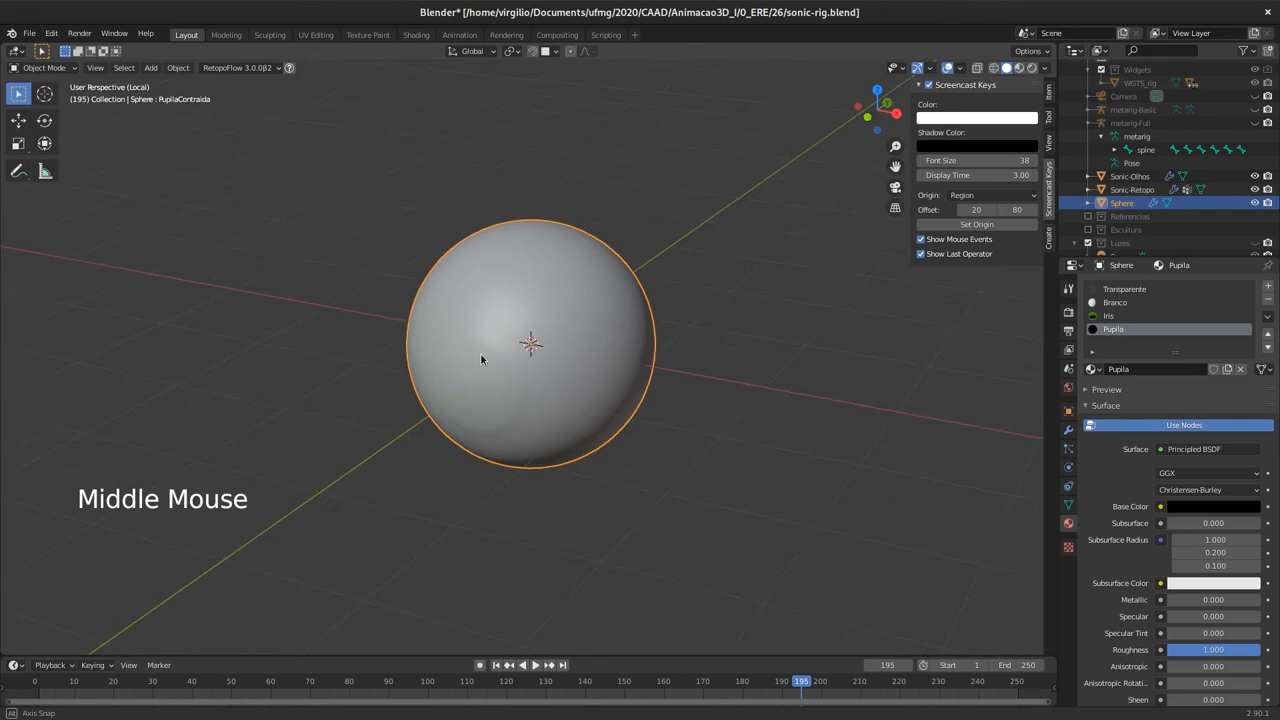 Blender* [/home/virgilio/Documents/ufmg/2020/CAAD/Animacao3D_I/0_ERE/26/sonic-rig.blend]
File Edit Render Window Help Layout Modeling Sculpting UV Editing Texture Paint Shading Animation Rendering Compositing Scripting Scene View Layer
Global Options
Object Mode View Select Add Object RetopoFlow 3.0.0β2
User Perspective (Local)
(195) Collection | Sphere : PupilaContraida
Screencast Keys
Color:
Shadow Color:
Font Size 38
Display Time 3.00
Origin: Region
Offset: 20 80
Set Origin
Show Mouse Events
Show Last Operator
Item
Tool
View
Screencast Keys
Create
Widgets
WGTS_rig
Camera
metarig-Basic
metarig-Full
metarig
spine
Pose
Sonic-Olhos
Sonic-Retopo
Sphere
Referencias
Escultura
Luzes
Sphere Pupila
Transparente
Branco
Iris
Pupila
Pupila
Preview
Surface
Use Nodes
Surface Principled BSDF
GGX
Christensen-Burley
Base Color
Subsurface 0.000
Subsurface Radius 1.000
0.200
0.100
Subsurface Color
Metallic 0.000
Specular 0.000
Specular Tint 0.000
Roughness 1.000
Anisotropic 0.000
Anisotropic Rotati... 0.000
Sheen 0.000
Middle Mouse
Playback Keying View Marker 195 Start 1 End 250
0 10 20 30 40 50 60 70 80 90 100 110 120 130 140 150 160 170 180 190 195 200 210 220 230 240 250
Axis Snap 2.90.1